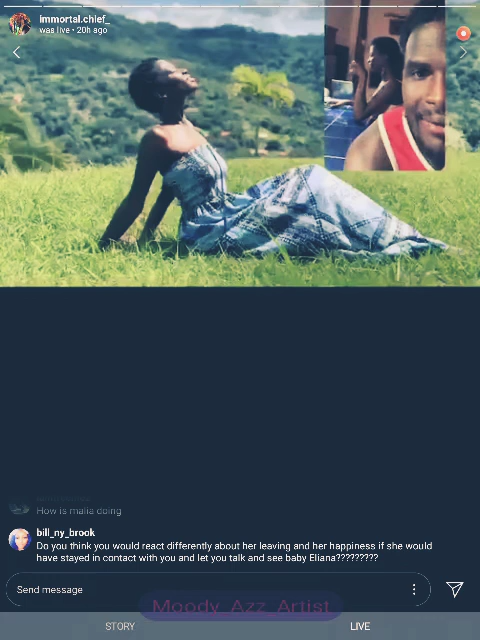 immortal.chief_
was live • 20h ago
How is malia doing
bill_ny_brook
Do you think you would react differently about her leaving and her happiness if she would
have stayed in contact with you and let you talk and see baby Eliana?????????
Send message
Moody_Azz_Artist
STORY
LIVE